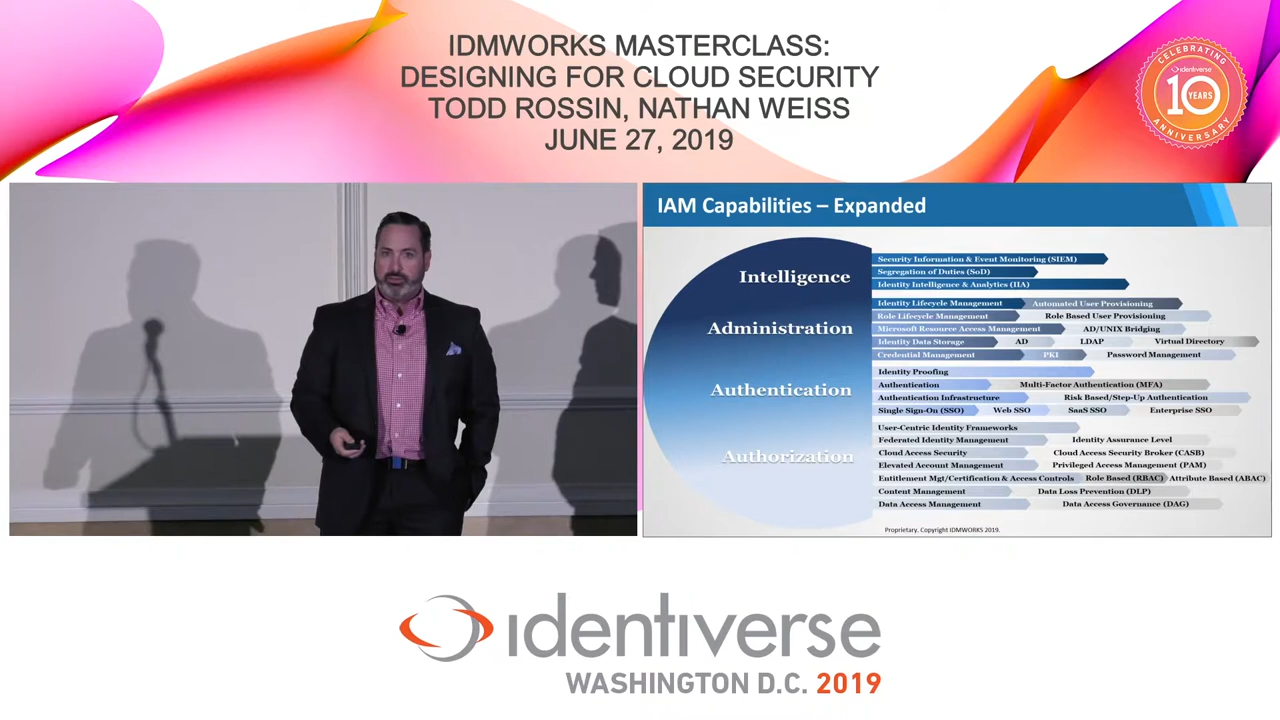 IDMWORKS MASTERCLASS:
DESIGNING FOR CLOUD SECURITY
TODD ROSSIN, NATHAN WEISS
JUNE 27, 2019
CELEBRATING
identiverse
10
YEARS
ANNIVERSARY
IAM Capabilities – Expanded
Intelligence
Security Information & Event Monitoring (SIEM)
Segregation of Duties (SoD)
Identity Intelligence & Analytics (IIA)
Administration
Identity Lifecycle Management Automated User Provisioning
Role Lifecycle Management Role Based User Provisioning
Microsoft Resource Access Management AD/UNIX Bridging
Identity Data Storage AD LDAP Virtual Directory
Credential Management PKI Password Management
Authentication
Identity Proofing
Authentication Multi-Factor Authentication (MFA)
Authentication Infrastructure Risk Based/Step-Up Authentication
Single Sign-On (SSO) Web SSO SaaS SSO Enterprise SSO
Authorization
User-Centric Identity Frameworks
Federated Identity Management Identity Assurance Level
Cloud Access Security Cloud Access Security Broker (CASB)
Elevated Account Management Privileged Access Management (PAM)
Entitlement Mgt/Certification & Access Controls Role Based (RBAC) Attribute Based (ABAC)
Content Management Data Loss Prevention (DLP)
Data Access Management Data Access Governance (DAG)
Proprietary. Copyright IDMWORKS 2019.
identiverse
WASHINGTON D.C. 2019